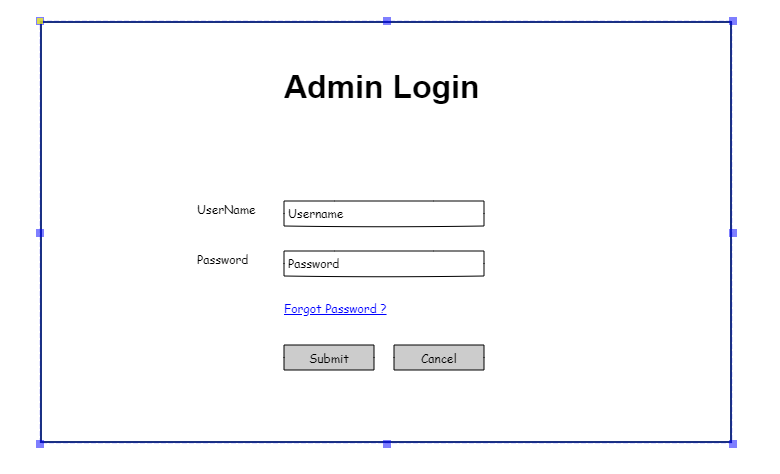 Admin Login
UserName Username
Password Password
Forgot Password ?
Submit Cancel